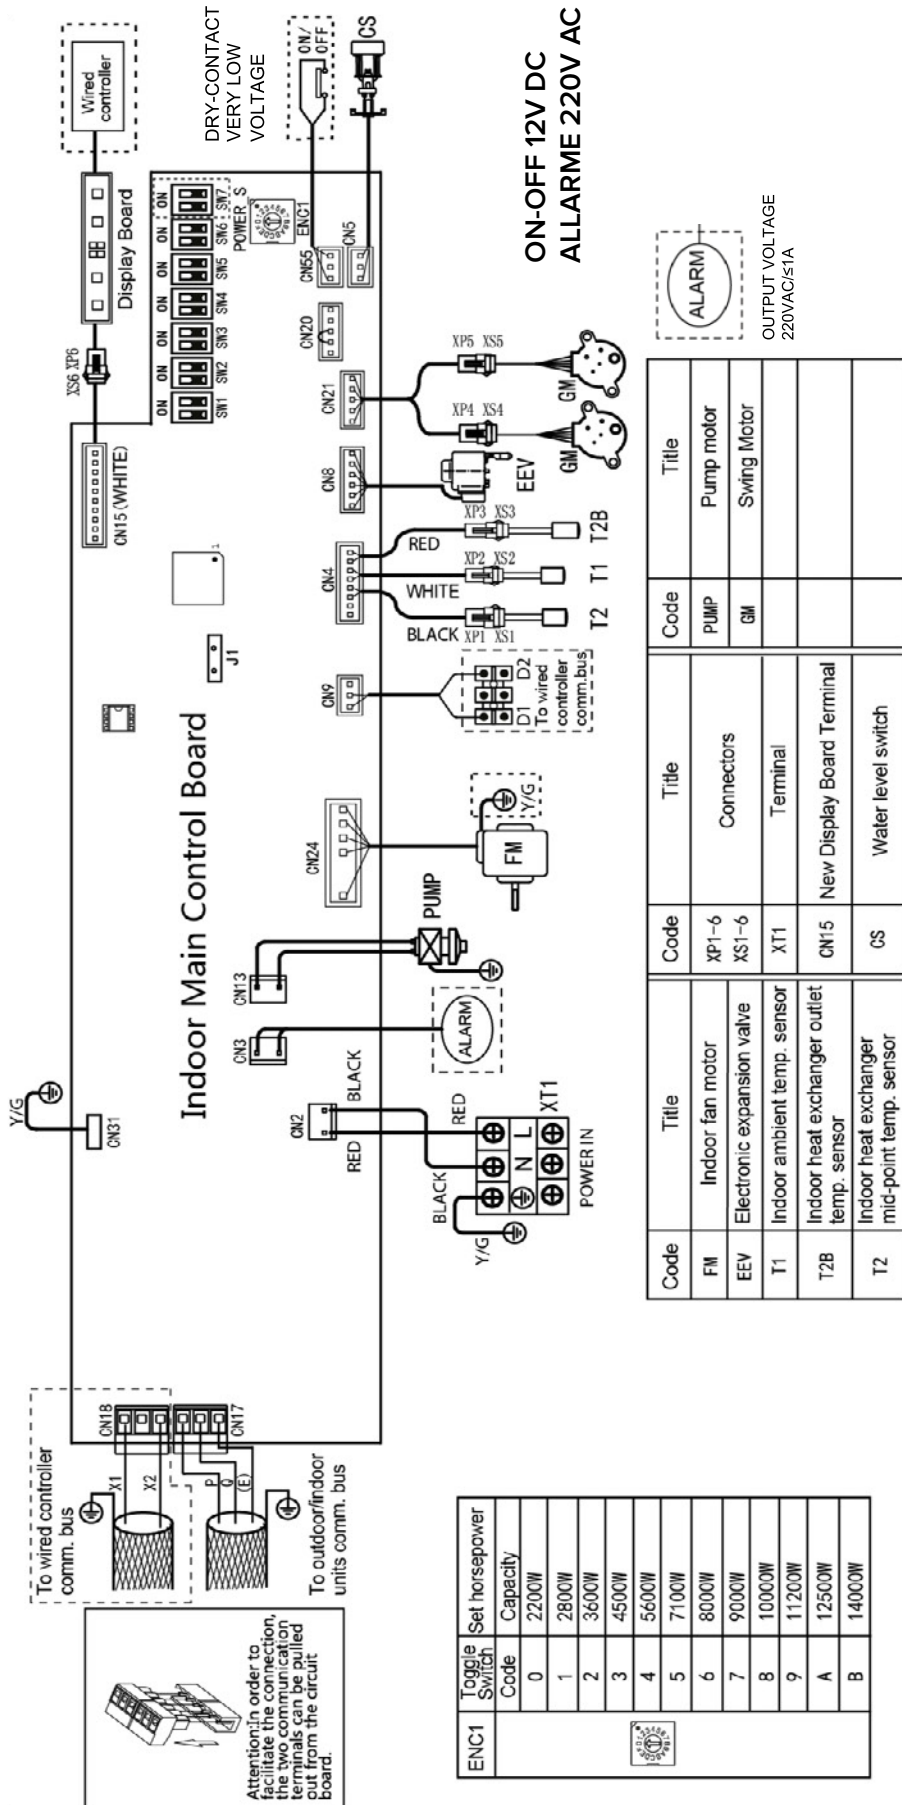 Wired
controller
DRY-CONTACT
VERY LOW
VOLTAGE
ON/
OFF
CS
ON-OFF 12V DC
ALLARME 220V AC
Display Board
XS6 XP6
CN15(WHITE)
ON
ON
ON
ON
ON
ON
ON
SW1
SW2
SW3
SW4
SW5
SW6
SW7
POWER_S
ENC1
CN55
CN5
CN20
CN21
CN8
CN4
CN9
CN24
CN13
CN3
CN2
XP5 XS5
GM
XP4 XS4
GM
EEV
RED
XP3 XS3
T2B
WHITE
XP2 XS2
T1
BLACK
XP1 XS1
T2
J1
1
Indoor Main Control Board
D1
D2
To wired
controller
comm.bus
FM
Y/G
PUMP
ALARM
Y/G
CN31
BLACK
RED
RED
BLACK
Y/G
L
N
XT1
POWER IN
ALARM
OUTPUT VOLTAGE
220VAC/≤1A
To wired controller
comm. bus
CN18
X1
X2
CN17
P
Q
(E)
To outdoor/indoor
units comm. bus
Attention:In order to
facilitate the connection,
the two communication
terminals can be pulled
out from the circuit
board.
Code Title Code Title Code Title
FM Indoor fan motor XP1-6 Connectors PUMP Pump motor
EEV Electronic expansion valve XS1-6 GM Swing Motor
T1 Indoor ambient temp. sensor XT1 Terminal
T2B Indoor heat exchanger outlet
temp. sensor CN15 New Display Board Terminal
T2 Indoor heat exchanger
mid-point temp. sensor CS Water level switch
ENC1 Toggle
Switch Set horsepower
Code Capacity
0 2200W
1 2800W
2 3600W
3 4500W
4 5600W
5 7100W
6 8000W
7 9000W
8 10000W
9 11200W
A 12500W
B 14000W